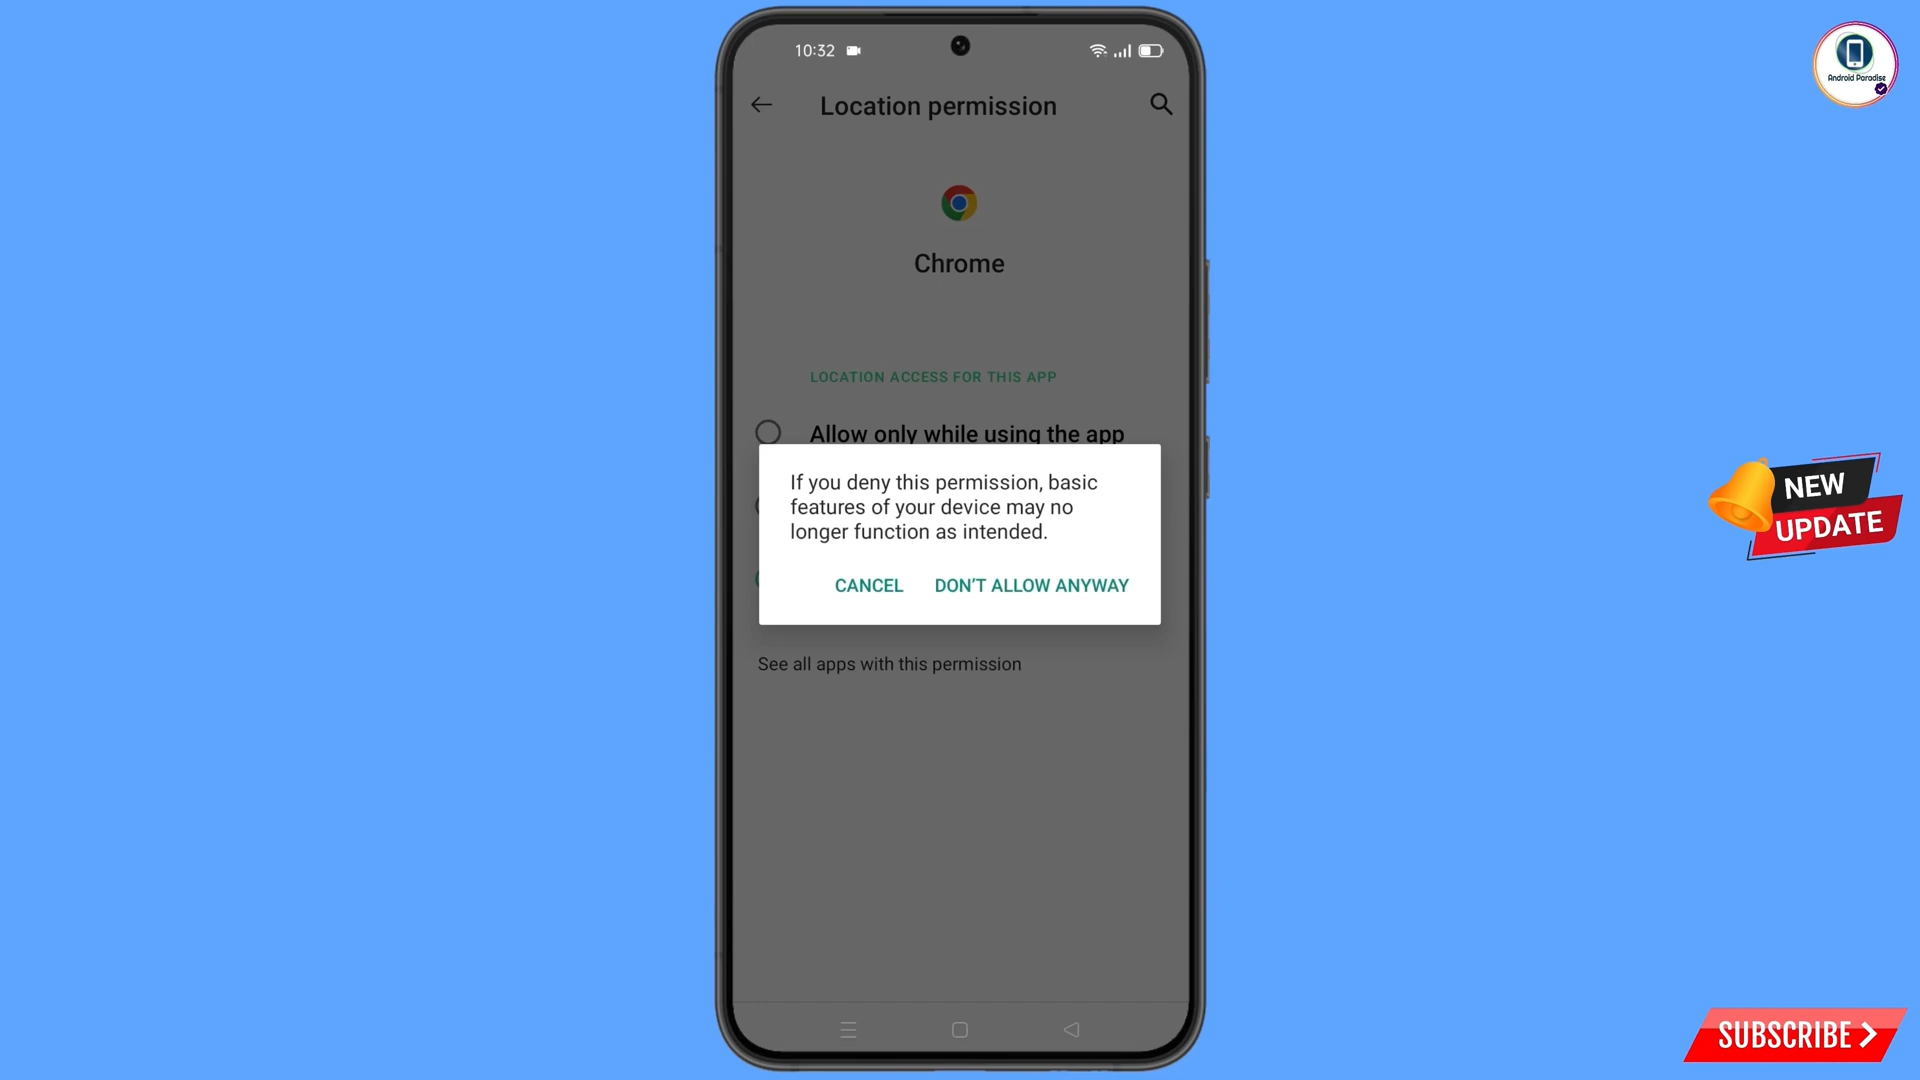 10:32
Android Paradise
Location permission
Chrome
LOCATION ACCESS FOR THIS APP
Allow only while using the app
If you deny this permission, basic
features of your device may no
longer function as intended.
CANCEL DON'T ALLOW ANYWAY
See all apps with this permission
NEW
UPDATE
SUBSCRIBE